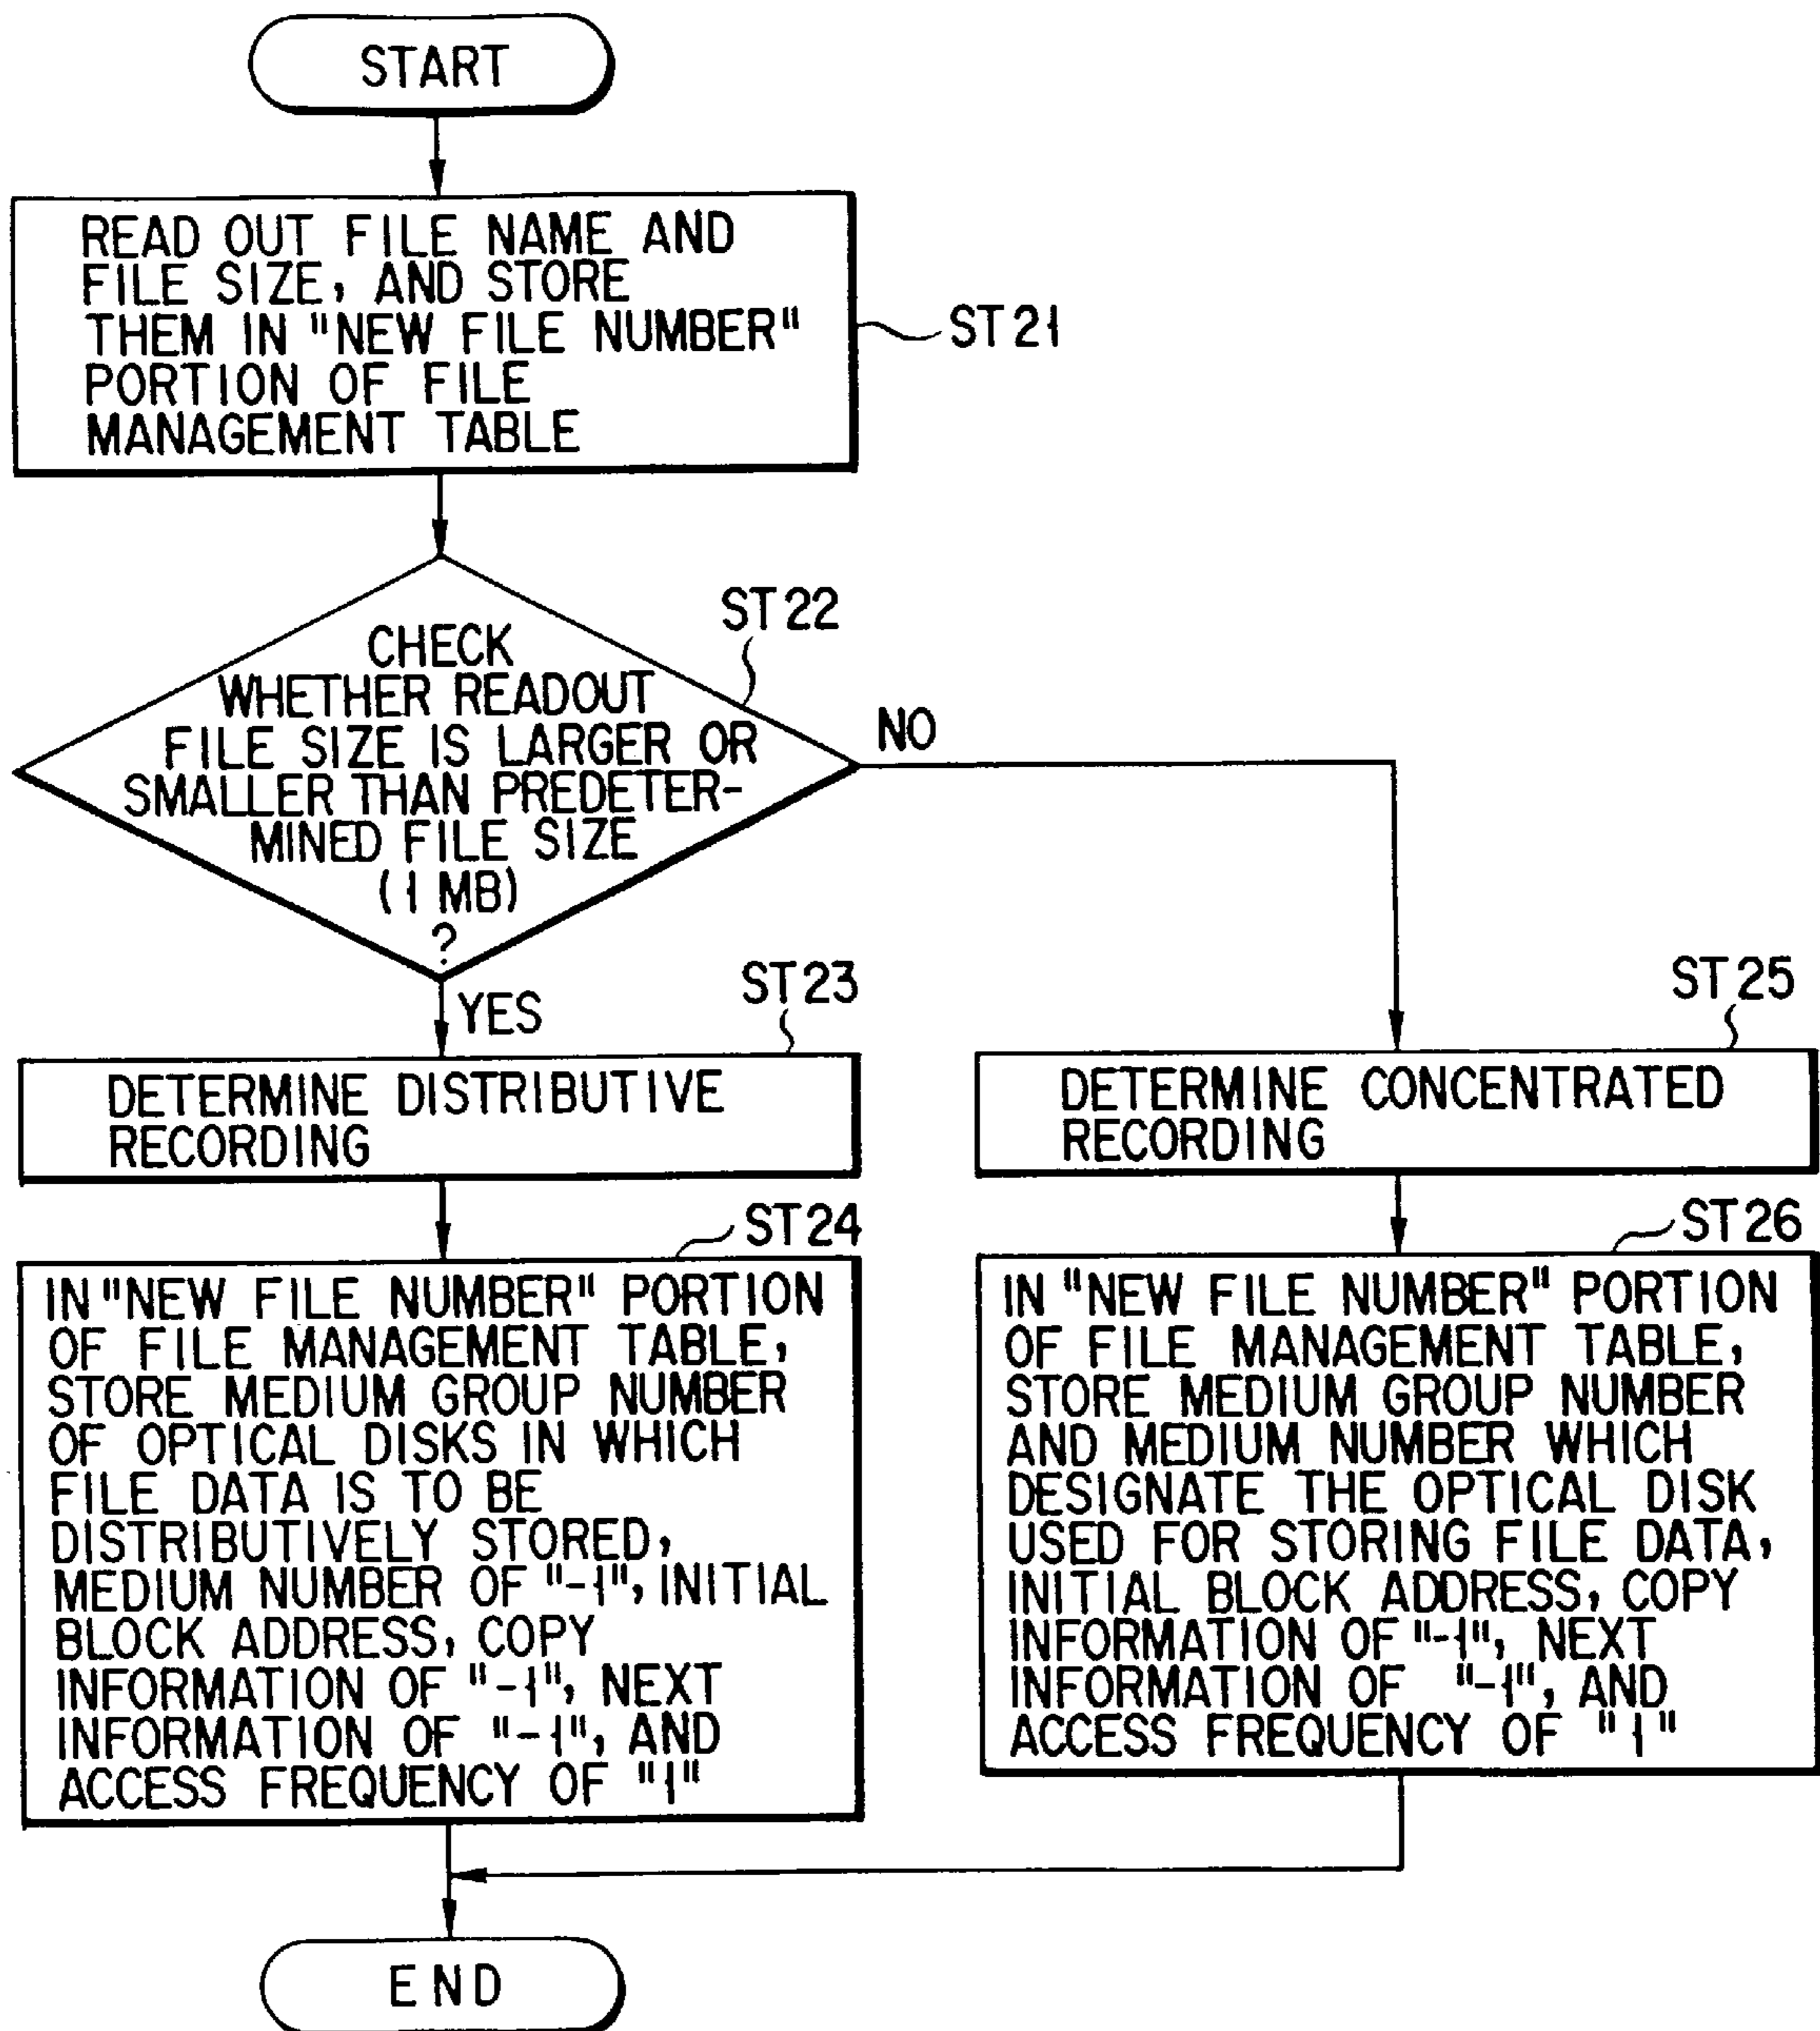 START
READ OUT FILE NAME AND
FILE SIZE, AND STORE
THEM IN "NEW FILE NUMBER"
PORTION OF FILE
MANAGEMENT TABLE
ST21
ST22
CHECK
WHETHER READOUT
FILE SIZE IS LARGER OR
SMALLER THAN PREDETER-
MINED FILE SIZE
(1 MB)
?
NO
YES
ST23
DETERMINE DISTRIBUTIVE
RECORDING
ST25
DETERMINE CONCENTRATED
RECORDING
ST24
IN "NEW FILE NUMBER" PORTION
OF FILE MANAGEMENT TABLE,
STORE MEDIUM GROUP NUMBER
OF OPTICAL DISKS IN WHICH
FILE DATA IS TO BE
DISTRIBUTIVELY STORED,
MEDIUM NUMBER OF "-1", INITIAL
BLOCK ADDRESS, COPY
INFORMATION OF "-1", NEXT
INFORMATION OF "-1", AND
ACCESS FREQUENCY OF "1"
ST26
IN "NEW FILE NUMBER" PORTION
OF FILE MANAGEMENT TABLE,
STORE MEDIUM GROUP NUMBER
AND MEDIUM NUMBER WHICH
DESIGNATE THE OPTICAL DISK
USED FOR STORING FILE DATA,
INITIAL BLOCK ADDRESS, COPY
INFORMATION OF "-1", NEXT
INFORMATION OF "-1", AND
ACCESS FREQUENCY OF "1"
END